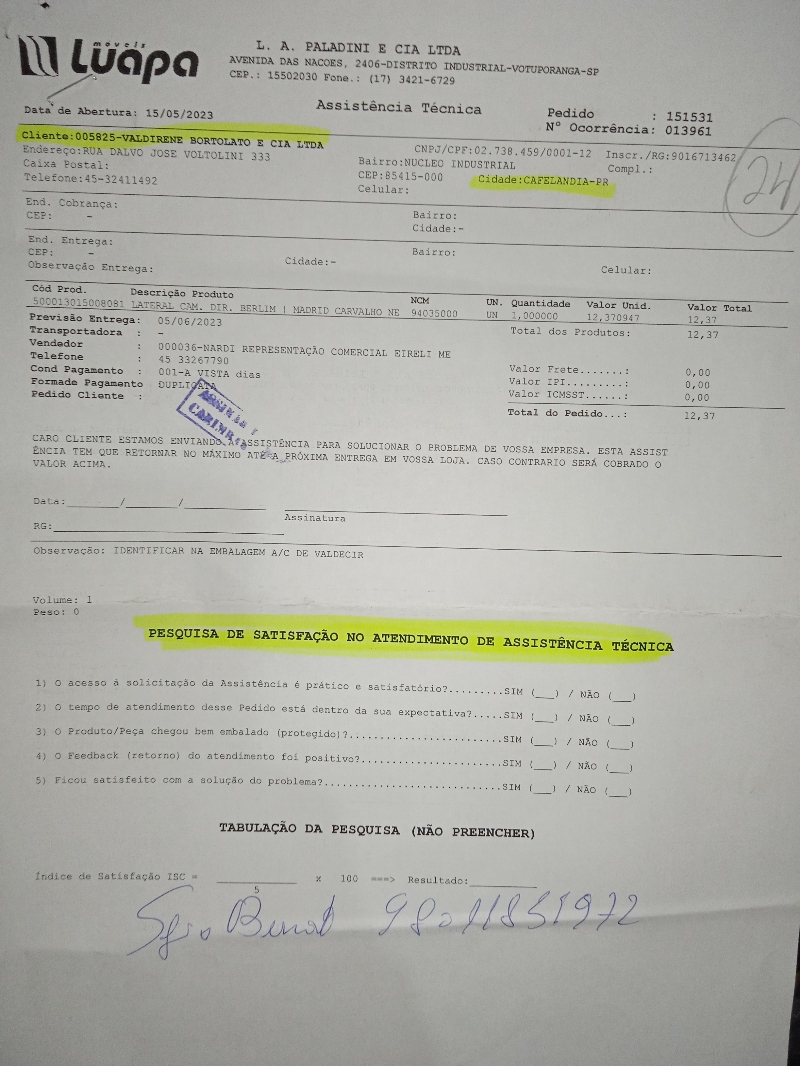 móveis
Luapa
L. A. PALADINI E CIA LTDA
AVENIDA DAS NACOES, 2406-DISTRITO INDUSTRIAL-VOTUPORANGA-SP
CEP.: 15502030 Fone.: (17) 3421-6729
Data de Abertura: 15/05/2023
Assistência Técnica
Pedido : 151531
Nº Ocorrência: 013961
Cliente:005825-VALDIRENE BORTOLATO E CIA LTDA
CNPJ/CPF:02.738.459/0001-12 Inscr./RG:9016713462
Endereço:RUA DALVO JOSE VOLTOLINI 333
Bairro:NUCLEO INDUSTRIAL Compl.:
Caixa Postal:
CEP:85415-000 Cidade:CAFELANDIA-PR
Telefone:45-32411492
Celular:
24
End. Cobrança:
Bairro:
CEP: -
Cidade:-
End. Entrega:
Bairro:
CEP: -
Cidade:-
Celular:
Observação Entrega:
Cód Prod. Descrição Produto NCM UN. Quantidade Valor Unid. Valor Total
500013015008081 LATERAL CAM. DIR. BERLIM | MADRID CARVALHO NE 94035000 UN 1,000000 12,370947 12,37
Previsão Entrega: 05/06/2023
Total dos Produtos: 12,37
Transportadora : -
Vendedor : 000036-NARDI REPRESENTAÇÃO COMERCIAL EIRELI ME
Telefone : 45 33267790
Valor Frete.......: 0,00
Cond Pagamento : 001-A VISTA dias
Valor IPI.........: 0,00
Formade Pagamento DUPLICATA
Valor ICMSST......: 0,00
Pedido Cliente :
Total do Pedido...: 12,37
CARO CLIENTE ESTAMOS ENVIANDO A ASSISTÊNCIA PARA SOLUCIONAR O PROBLEMA DE VOSSA EMPRESA. ESTA ASSIST
ÊNCIA TEM QUE RETORNAR NO MÁXIMO ATÉ A PRÓXIMA ENTREGA EM VOSSA LOJA. CASO CONTRARIO SERÁ COBRADO O
VALOR ACIMA.
Data:________/________/________
Assinatura
RG:
Observação: IDENTIFICAR NA EMBALAGEM A/C DE VALDECIR
Volume: 1
Peso: 0
PESQUISA DE SATISFAÇÃO NO ATENDIMENTO DE ASSISTÊNCIA TÉCNICA
1) O acesso à solicitação da Assistência é prático e satisfatório?.........SIM (___) / NÃO (___)
2) O tempo de atendimento desse Pedido está dentro da sua expectativa?.....SIM (___) / NÃO (___)
3) O Produto/Peça chegou bem embalado (protegido)?.........................SIM (___) / NÃO (___)
4) O Feedback (retorno) do atendimento foi positivo?.......................SIM (___) / NÃO (___)
5) Ficou satisfeito com a solução do problema?.............................SIM (___) / NÃO (___)
TABULAÇÃO DA PESQUISA (NÃO PREENCHER)
Índice de Satisfação ISC = __________ x 100 ===> Resultado:________
5